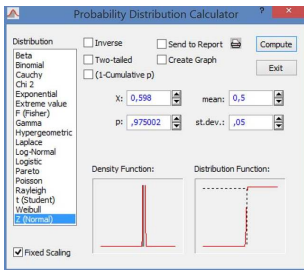 Probability Distribution Calculator ? ×
Distribution
Beta
Binomial
Cauchy
Chi 2
Exponential
Extreme value
F (Fisher)
Gamma
Hypergeometric
Laplace
Log-Normal
Logistic
Pareto
Poisson
Rayleigh
t (Student)
Weibull
Z (Normal)
Fixed Scaling
Inverse
Two-tailed
(1-Cumulative p)
Send to Report
Create Graph
Compute
Exit
X: 0,598
mean: 0,5
p: ,975002
st.dev.: ,05
Density Function:
Distribution Function: